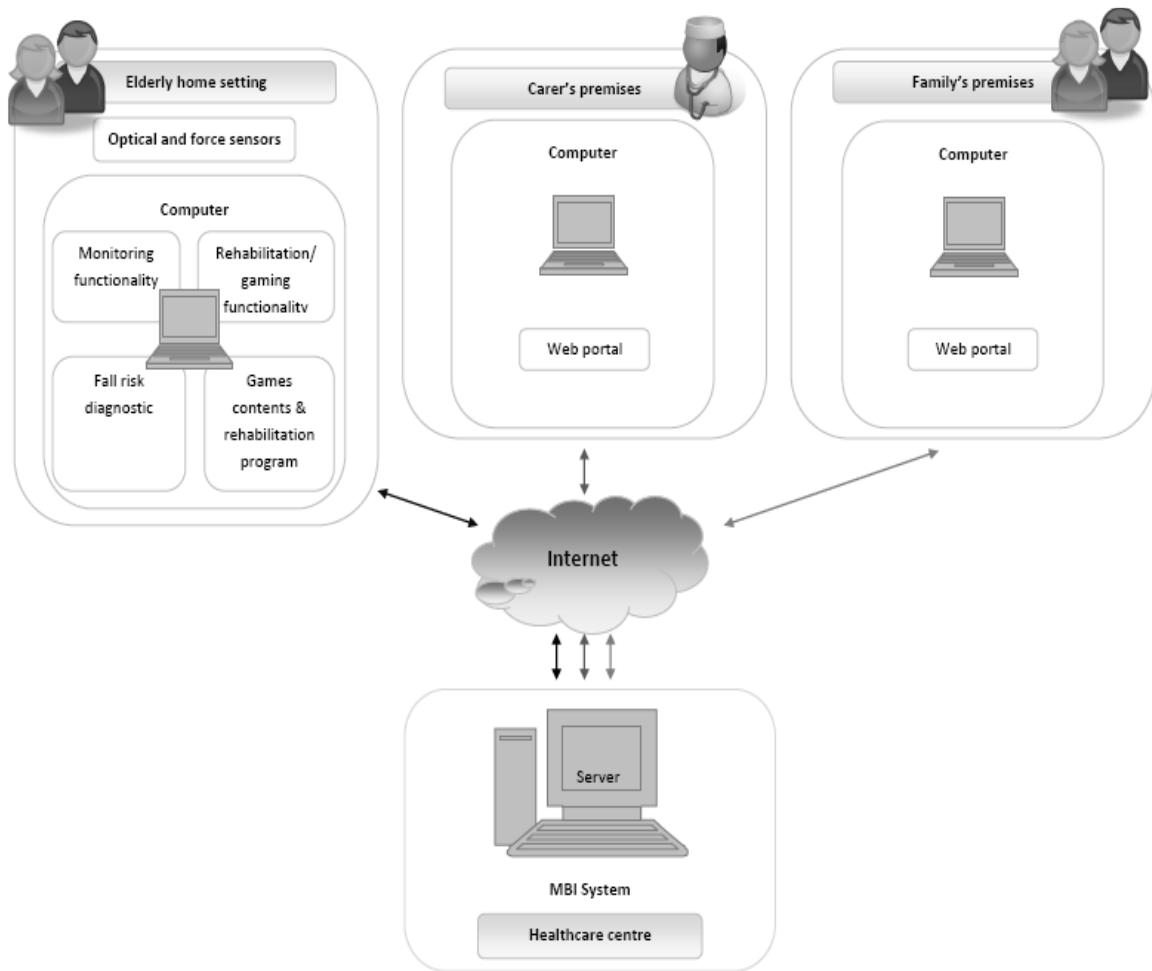 Elderly home setting
Optical and force sensors
Computer
Monitoring
functionality
Rehabilitation/
gaming
functionality
Fall risk
diagnostic
Games
contents &
rehabilitation
program
Carer's premises
Computer
Web portal
Family's premises
Computer
Web portal
Internet
Server
MBI System
Healthcare centre